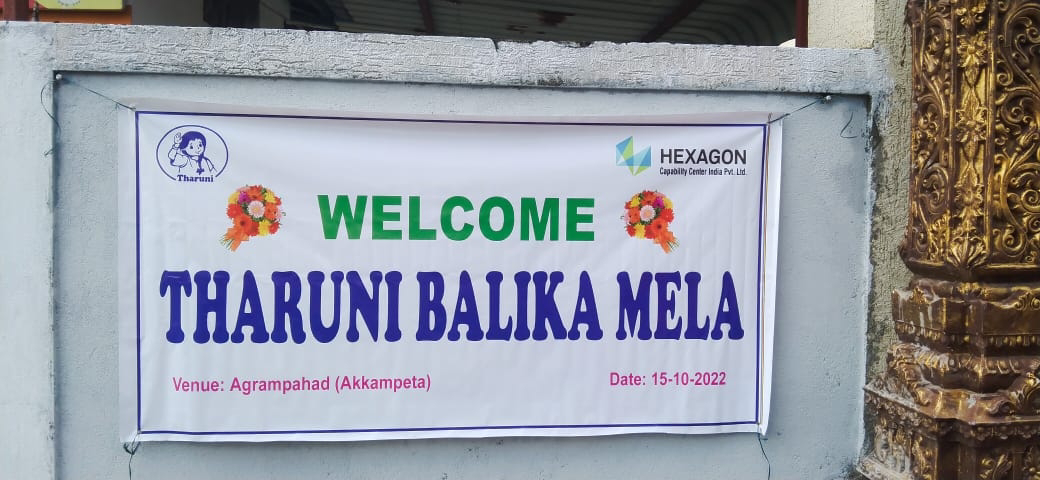 Tharuni
HEXAGON
Capability Center India Pvt. Ltd.
WELCOME
THARUNI BALIKA MELA
Venue: Agrampahad (Akkampeta)
Date: 15-10-2022